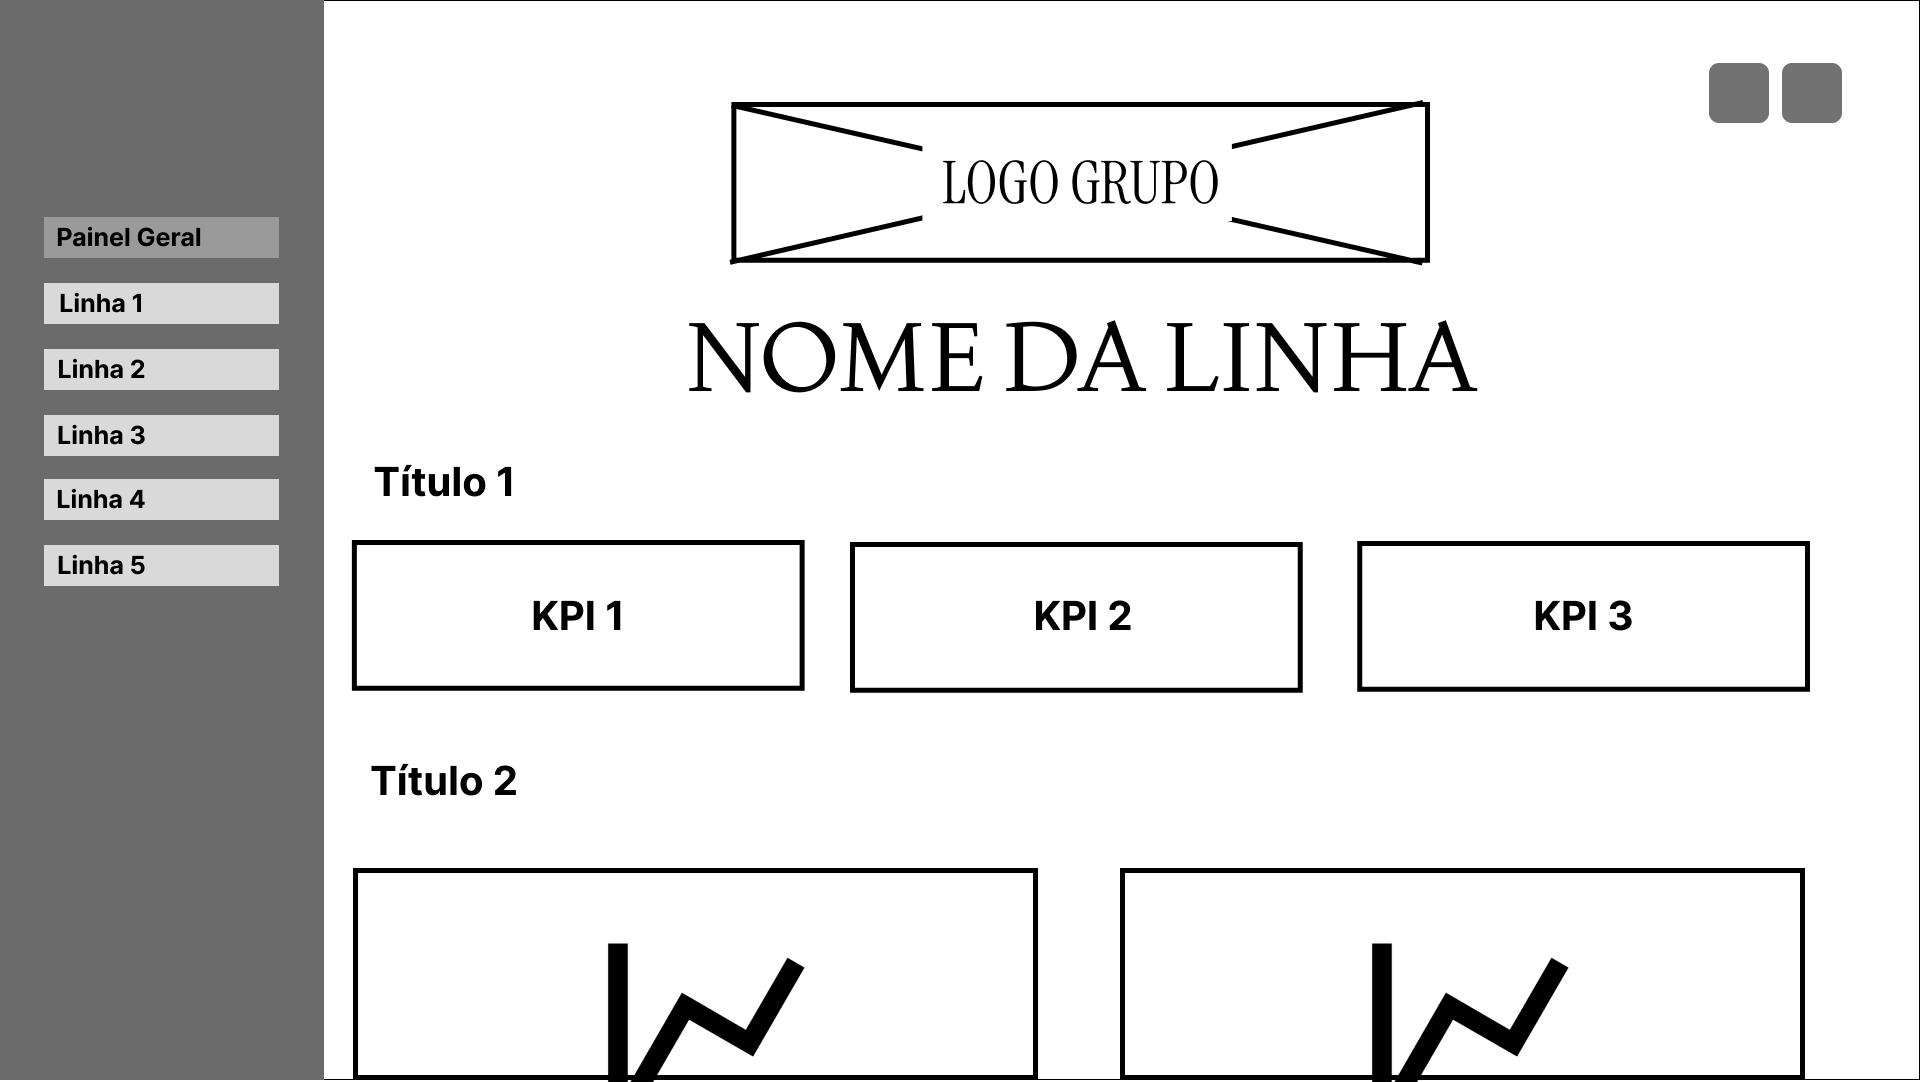 Painel Geral
Linha 1
Linha 2
Linha 3
Linha 4
Linha 5
LOGO GRUPO
NOME DA LINHA
Título 1
KPI 1
KPI 2
KPI 3
Título 2